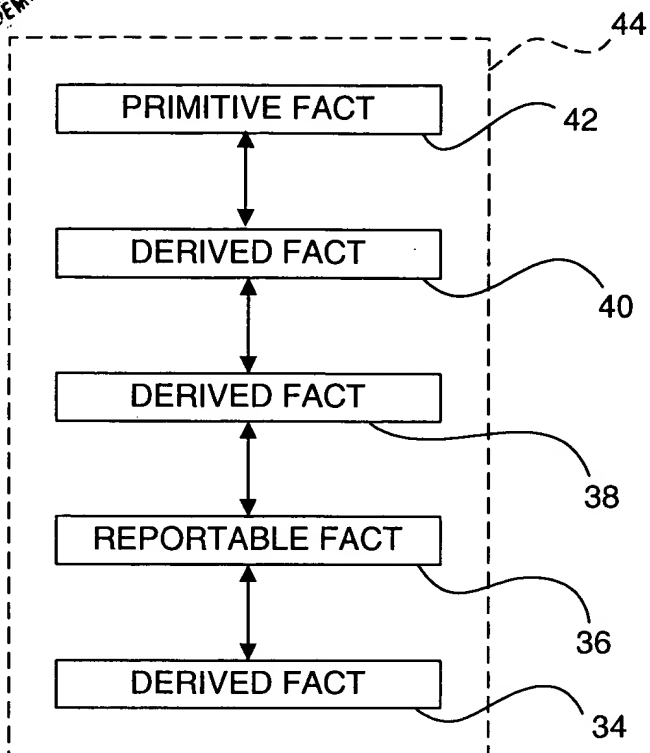 44
PRIMITIVE FACT
42
DERIVED FACT
40
DERIVED FACT
38
REPORTABLE FACT
36
DERIVED FACT
34